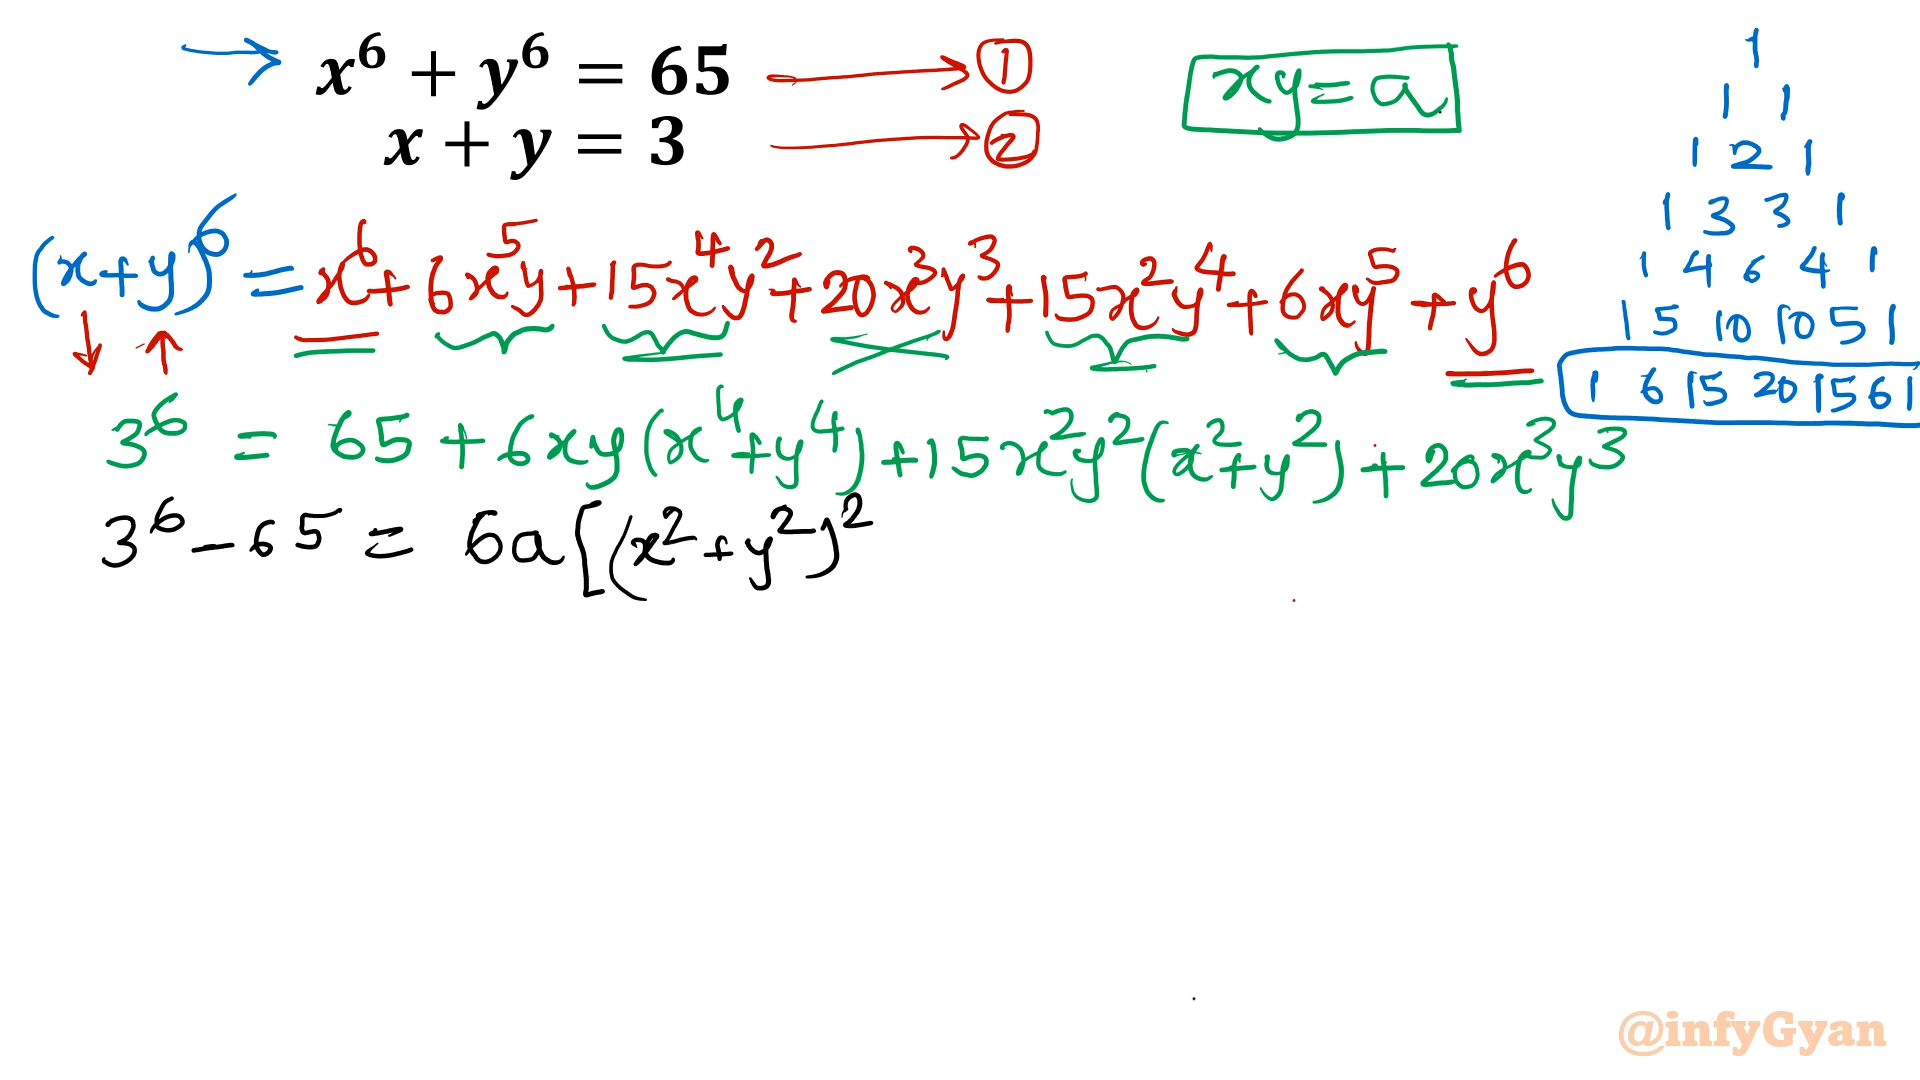 x⁶ + y⁶ = 65 → ①
x + y = 3 → ②
xy = a
1
1 1
1 2 1
1 3 3 1
1 4 6 4 1
1 5 10 10 5 1
1 6 15 20 15 6 1
(x+y)⁶ = x⁶ + 6x⁵y + 15x⁴y² + 20x³y³ + 15x²y⁴ + 6xy⁵ + y⁶
3⁶ = 65 + 6xy(x⁴+y⁴) + 15x²y²(x²+y²) + 20x³y³
3⁶ - 65 = 6a[(x²+y²)²
@infyGyan